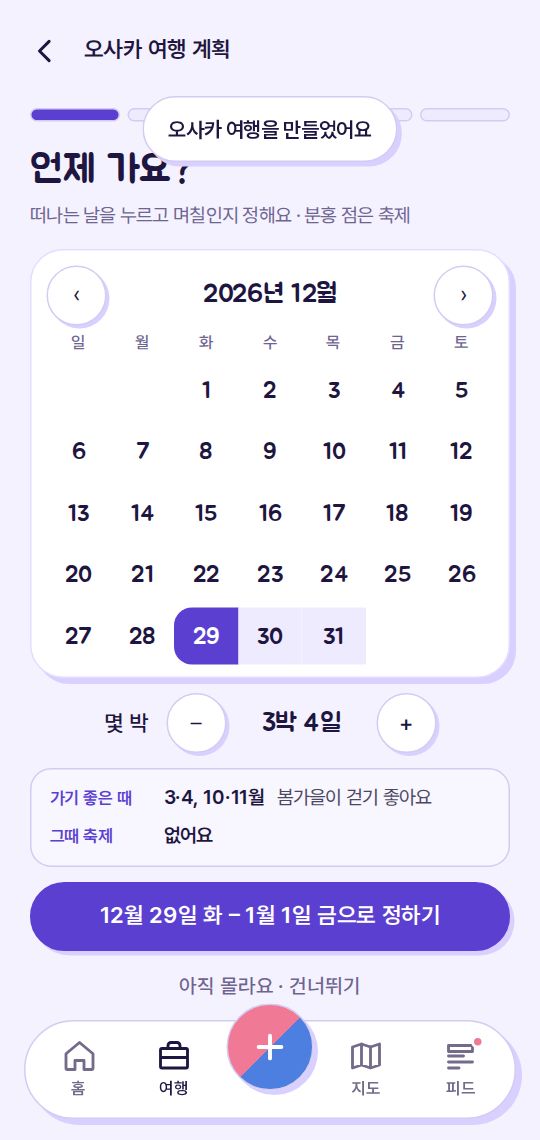 오사카 여행 계획
오사카 여행을 만들었어요
언제 가요?
떠나는 날을 누르고 며칠인지 정해요 · 분홍 점은 축제
‹ 2026년 12월 ›
일 월 화 수 목 금 토
1 2 3 4 5
6 7 8 9 10 11 12
13 14 15 16 17 18 19
20 21 22 23 24 25 26
27 28 29 30 31
몇 박 − 3박 4일 +
가기 좋은 때 3·4, 10·11월 봄가을이 걷기 좋아요
그때 축제 없어요
12월 29일 화 – 1월 1일 금으로 정하기
아직 몰라요 · 건너뛰기
홈 여행 지도 피드